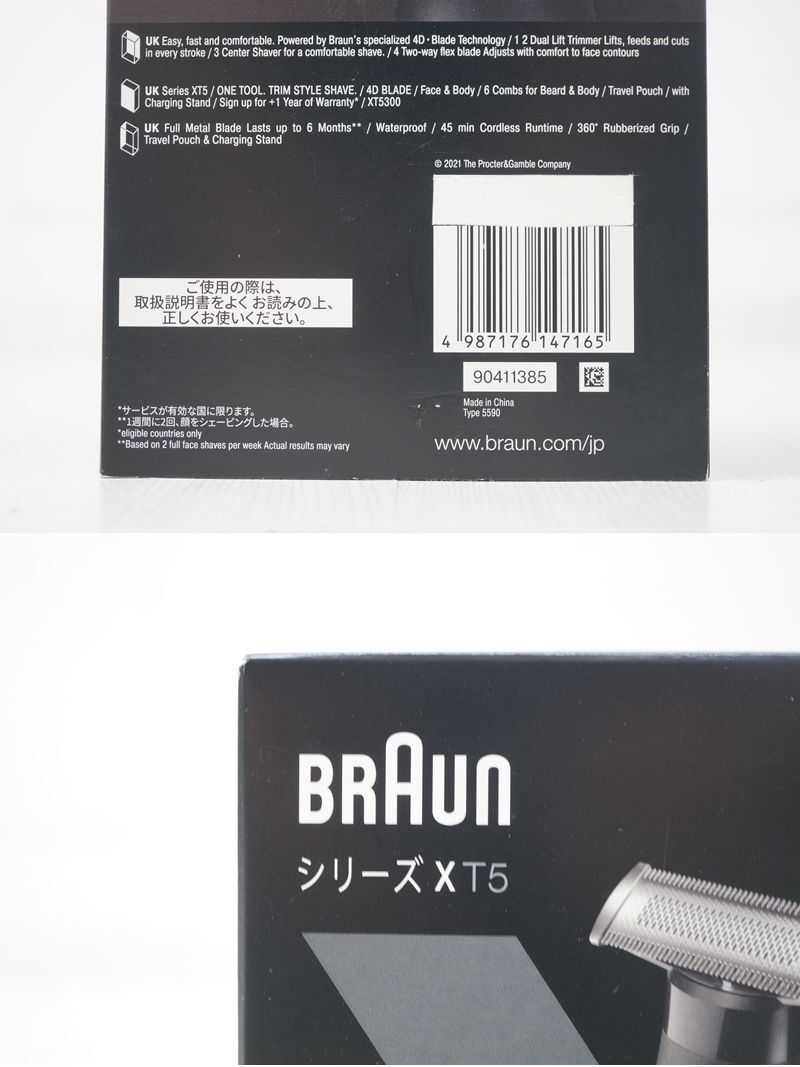 UK Easy, fast and comfortable. Powered by Braun's specialized 4D·Blade Technology / 1 2 Dual Lift Trimmer Lifts, feeds and cuts
in every stroke / 3 Center Shaver for a comfortable shave. / 4 Two-way flex blade Adjusts with comfort to face contours
UK Series XT5 / ONE TOOL. TRIM STYLE SHAVE. / 4D BLADE / Face & Body / 6 Combs for Beard & Body / Travel Pouch / with
Charging Stand / Sign up for +1 Year of Warranty* / XT5300
UK Full Metal Blade Lasts up to 6 Months** / Waterproof / 45 min Cordless Runtime / 360° Rubberized Grip /
Travel Pouch & Charging Stand
© 2021 The Procter&Gamble Company
ご使用の際は、
取扱説明書をよくお読みの上、
正しくお使いください。
4 987176 147165
90411385
Made in China
Type 5590
*サービスが有効な国に限ります。
**1週間に2回、顔をシェービングした場合。
*eligible countries only
**Based on 2 full face shaves per week Actual results may vary
www.braun.com/jp
BRAUN
シリーズ X T5